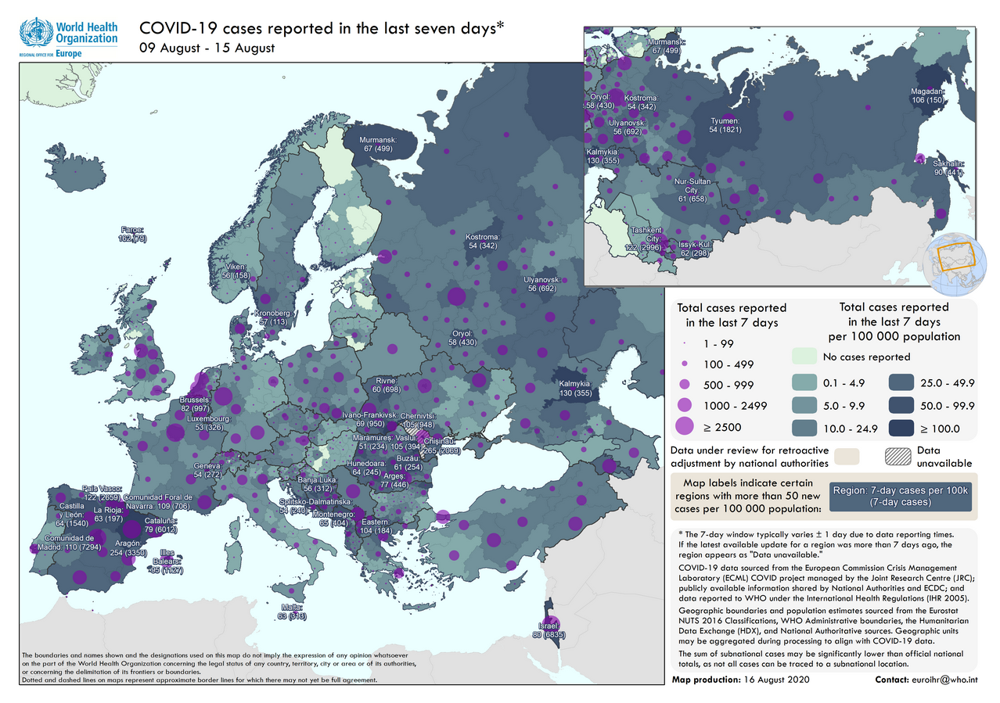 World Health
Organization
REGIONAL OFFICE FOR Europe
COVID-19 cases reported in the last seven days*
09 August - 15 August
Murmansk:
67 (499)
Faroe:
162 (79)
Viken:
56 (158)
Kronoberg:
57 (113)
Kostroma:
54 (342)
Ulyanovsk:
56 (692)
Oryol:
58 (430)
Kalmykia:
130 (355)
Rivne:
60 (698)
Brussels:
82 (997)
Luxembourg:
53 (326)
Ivano-Frankivsk:
69 (950)
Chernivtsi:
105 (948)
Maramures:
51 (234)
Vaslui:
105 (394)
Chișinău:
265 (2069)
Buzău:
61 (254)
Hunedoara:
64 (245)
Arges:
77 (446)
Geneva:
54 (272)
Banja Luka:
56 (312)
Splitsko-Dalmatinska:
54 (240)
Montenegro:
65 (404)
Eastern:
104 (184)
País Vasco:
122 (2659)
Comunidad Foral de
Navarra: 109 (706)
Castilla
y León:
64 (1540)
La Rioja:
63 (197)
Cataluña:
79 (6012)
Comunidad de
Madrid: 110 (7294)
Aragón:
254 (3350)
Illes
Balears:
95 (1127)
Malta:
63 (313)
Israel:
80 (6835)
The boundaries and names shown and the designations used on this map do not imply the expression of any opinion whatsoever
on the part of the World Health Organization concerning the legal status of any country, territory, city or area or of its authorities,
or concerning the delimitation of its frontiers or boundaries.
Dotted and dashed lines on maps represent approximate border lines for which there may not yet be full agreement.
Murmansk:
67 (499)
Oryol:
58 (430)
Kostroma:
54 (342)
Ulyanovsk:
56 (692)
Kalmykia:
130 (355)
Tyumen:
54 (1821)
Magadan:
106 (150)
Sakhalin:
90 (441)
Nur-Sultan
City:
61 (658)
Tashkent
City:
122 (2996)
Issyk-Kul:
62 (298)
Total cases reported
in the last 7 days
1 - 99
100 - 499
500 - 999
1000 - 2499
≥ 2500
Total cases reported
in the last 7 days
per 100 000 population
No cases reported
0.1 - 4.9
5.0 - 9.9
10.0 - 24.9
25.0 - 49.9
50.0 - 99.9
≥ 100.0
Data under review for retroactive
adjustment by national authorities
Data
unavailable
Map labels indicate certain
regions with more than 50 new
cases per 100 000 population:
Region: 7-day cases per 100k
(7-day cases)
* The 7-day window typically varies ± 1 day due to data reporting times.
If the latest available update for a region was more than 7 days ago, the
region appears as "Data unavailable."
COVID-19 data sourced from the European Commission Crisis Management
Laboratory (ECML) COVID project managed by the Joint Research Centre (JRC);
publicly available information shared by National Authorities and ECDC; and
data reported to WHO under the International Health Regulations (IHR 2005).
Geographic boundaries and population estimates sourced from the Eurostat
NUTS 2016 Classifications, WHO Administrative boundaries, the Humanitarian
Data Exchange (HDX), and National Authoritative sources. Geographic units
may be aggregated during processing to align with COVID-19 data.
The sum of subnational cases may be significantly lower than official national
totals, as not all cases can be traced to a subnational location.
Map production: 16 August 2020
Contact: euroihr@who.int